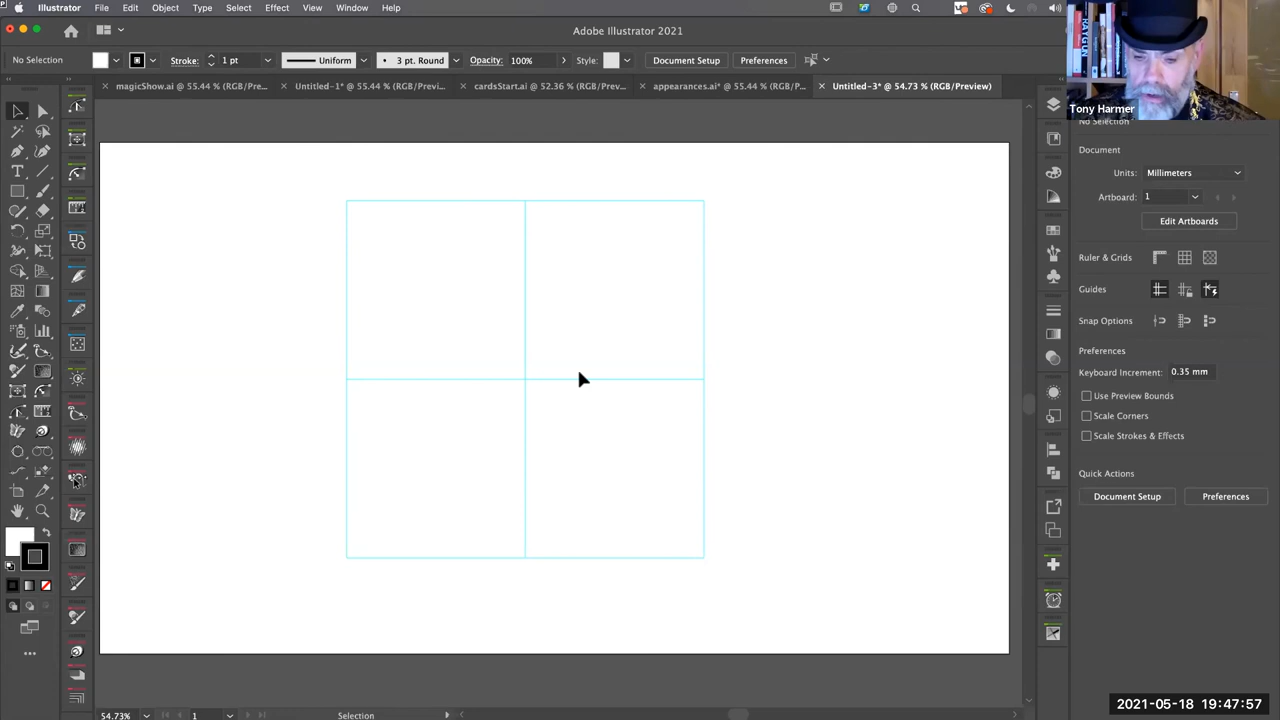 Illustrator File Edit Object Type Select Effect View Window Help
Adobe Illustrator 2021
No Selection Stroke: 1 pt Uniform 3 pt. Round Opacity: 100% Style: Document Setup Preferences
magicShow.ai @ 55.44 % (RGB/Pre... Untitled-1* @ 55.44 % (RGB/Previ... cardsStart.ai @ 52.36 % (RGB/Prev... appearances.ai* @ 55.44 % (RGB/P... Untitled-3* @ 54.73 % (RGB/Preview)
RAYGUN
Tony Harmer
No Selection
Document
Units: Millimeters
Artboard: 1
Edit Artboards
Ruler & Grids
Guides
Snap Options
Preferences
Keyboard Increment: 0.35 mm
Use Preview Bounds
Scale Corners
Scale Strokes & Effects
Quick Actions
Document Setup Preferences
2021-05-18 19:47:57
54.73% 1 Selection